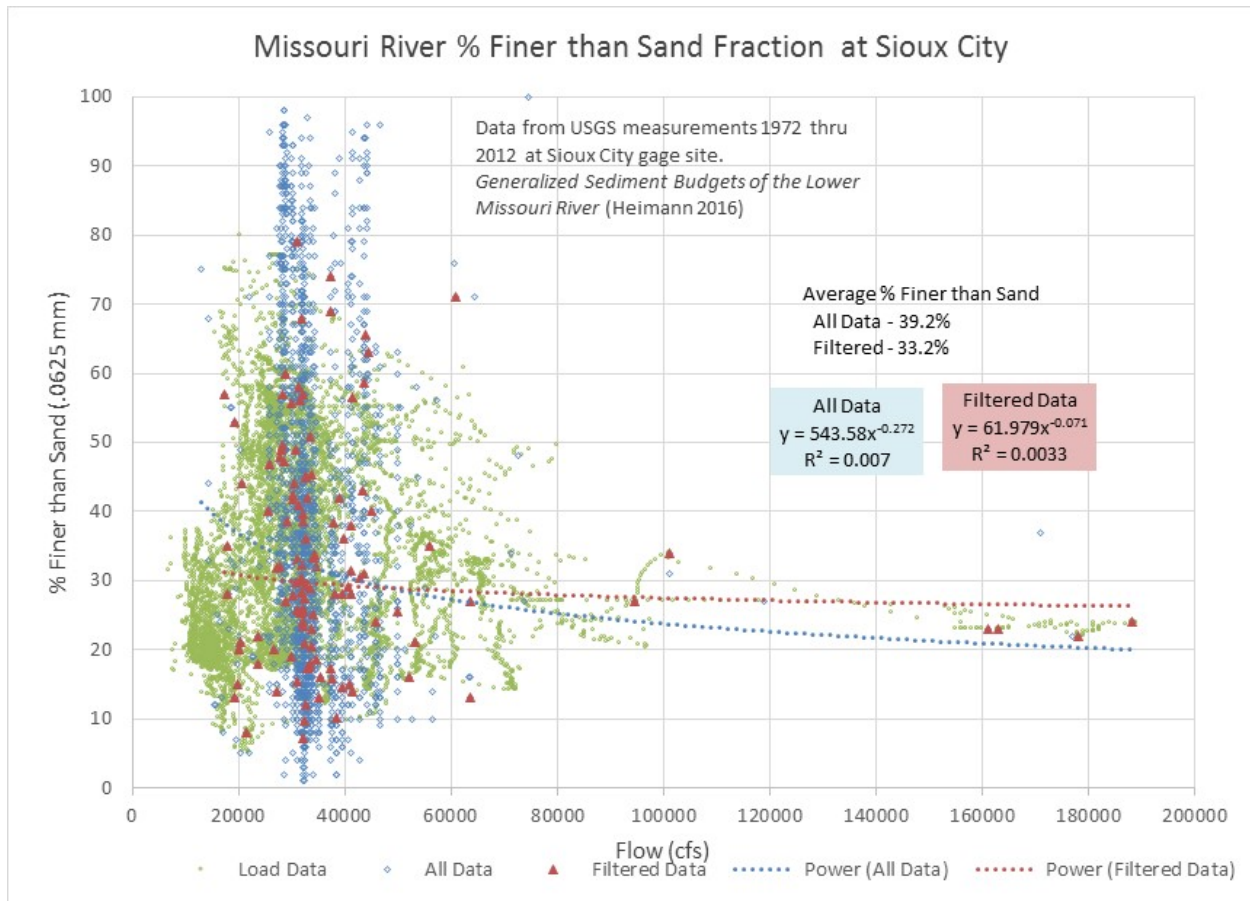 Missouri River % Finer than Sand Fraction at Sioux City
100
90
80
70
60
50
40
30
20
10
0
% Finer than Sand (.0625 mm)
Data from USGS measurements 1972 thru
2012 at Sioux City gage site.
Generalized Sediment Budgets of the Lower
Missouri River (Heimann 2016)
Average % Finer than Sand
All Data - 39.2%
Filtered - 33.2%
All Data
y = 543.58x^-0.272
R² = 0.007
Filtered Data
y = 61.979x^-0.071
R² = 0.0033
0 20000 40000 60000 80000 100000 120000 140000 160000 180000 200000
Flow (cfs)
Load Data All Data Filtered Data Power (All Data) Power (Filtered Data)